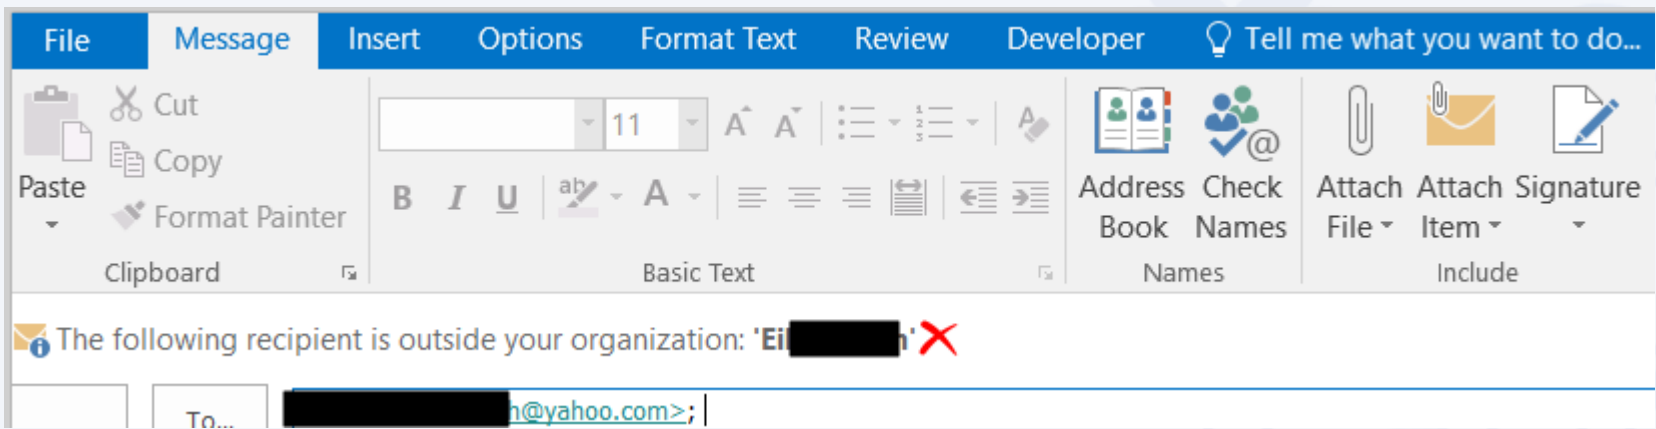 File Message Insert Options Format Text Review Developer Tell me what you want to do...
Cut
Copy
Paste
Format Painter
Clipboard
11
B I U ab A
Basic Text
Address Book
Check Names
Names
Attach File
Attach Item
Signature
Include
The following recipient is outside your organization: 'Ei h'
To... h@yahoo.com>;